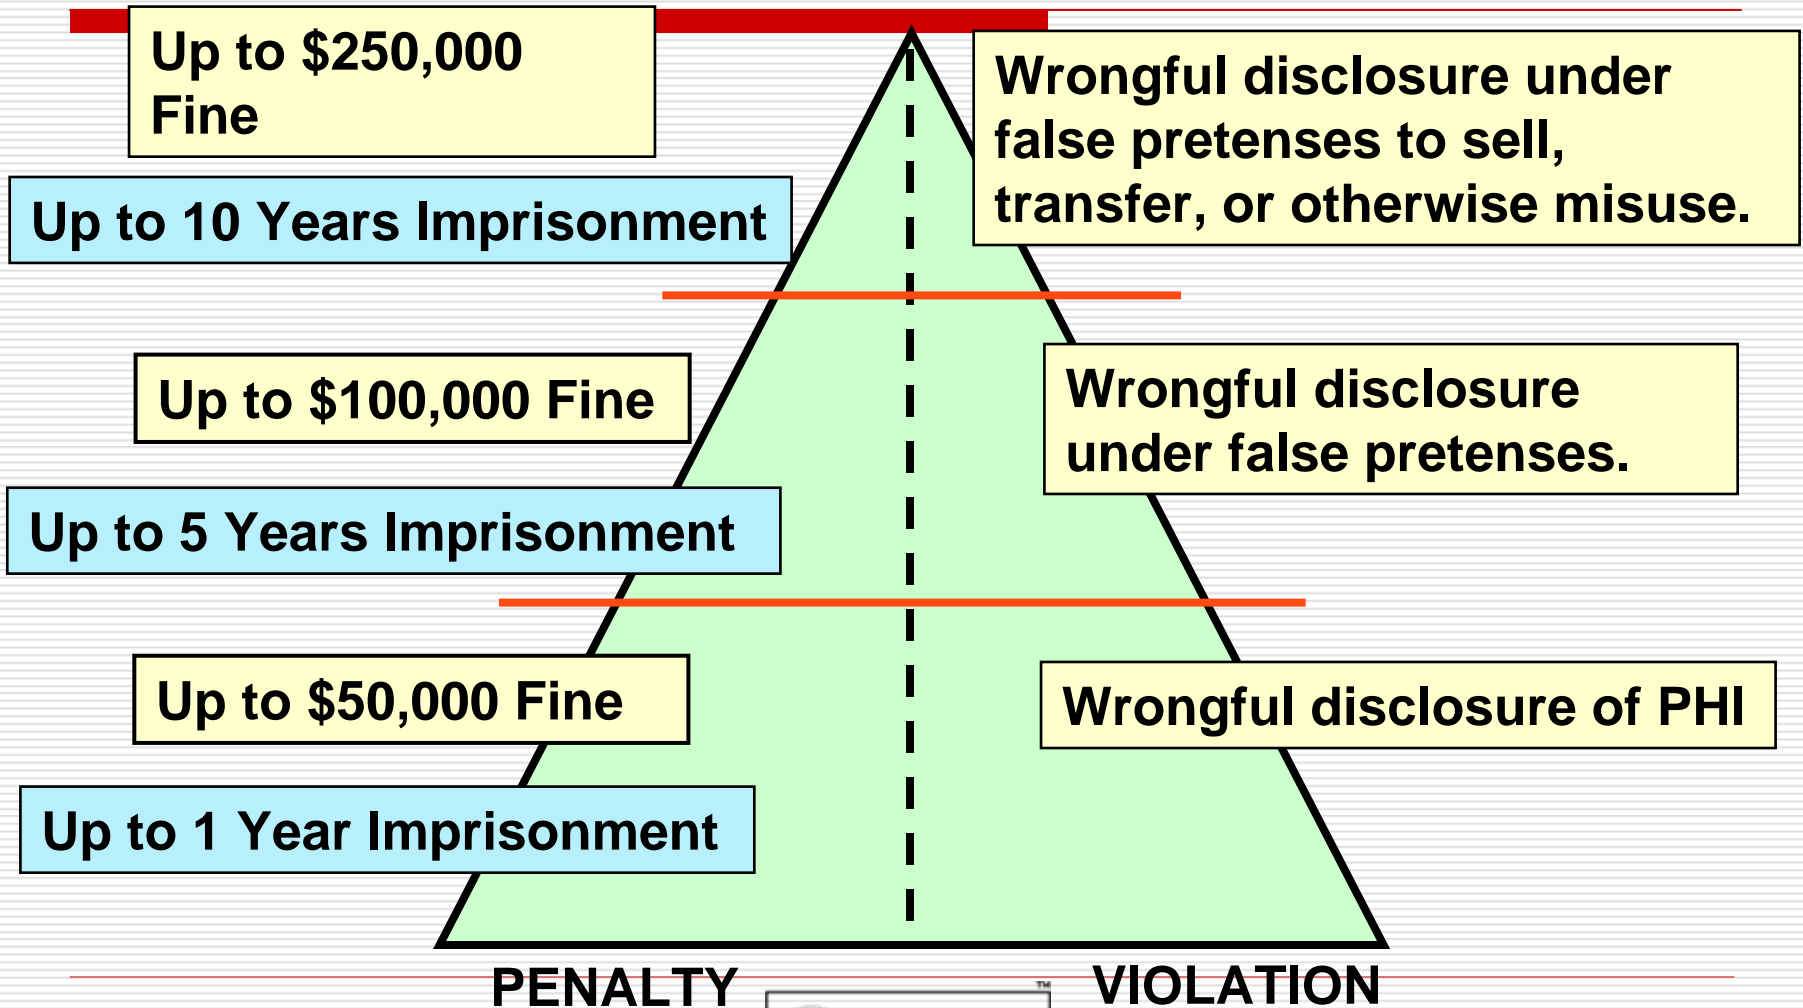 Up to $250,000
Fine
Wrongful disclosure under
false pretenses to sell,
transfer, or otherwise misuse.
Up to 10 Years Imprisonment
Up to $100,000 Fine
Wrongful disclosure
under false pretenses.
Up to 5 Years Imprisonment
Up to $50,000 Fine
Wrongful disclosure of PHI
Up to 1 Year Imprisonment
PENALTY
VIOLATION
TM